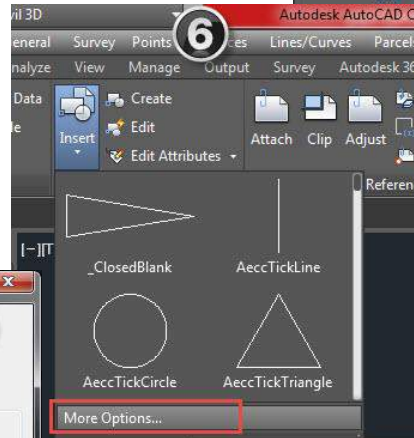 vil 3D
6
Autodesk AutoCAD C
eneral Survey Points ces Lines/Curves Parcel
nalyze View Manage Output Survey Autodesk 36
Data
Create
Edit
Edit Attributes
Insert
Attach Clip Adjust
Referen
[-][T
_ClosedBlank AeccTickLine
x
AeccTickCircle AeccTickTriangle
More Options...